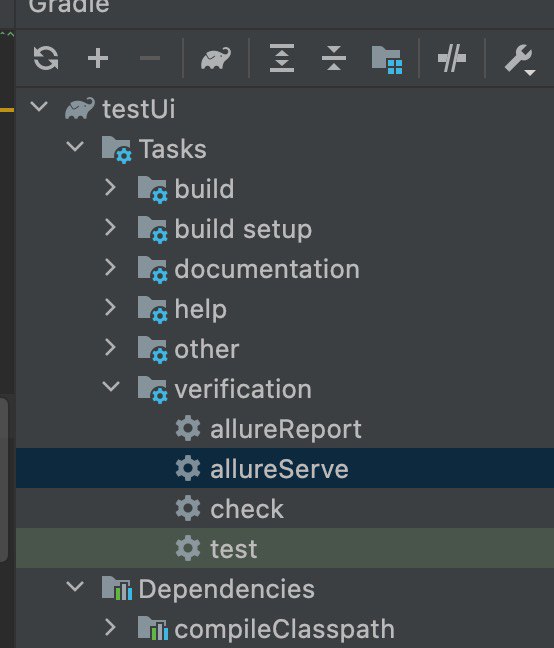 Gradle
testUi
Tasks
build
build setup
documentation
help
other
verification
allureReport
allureServe
check
test
Dependencies
compileClasspath